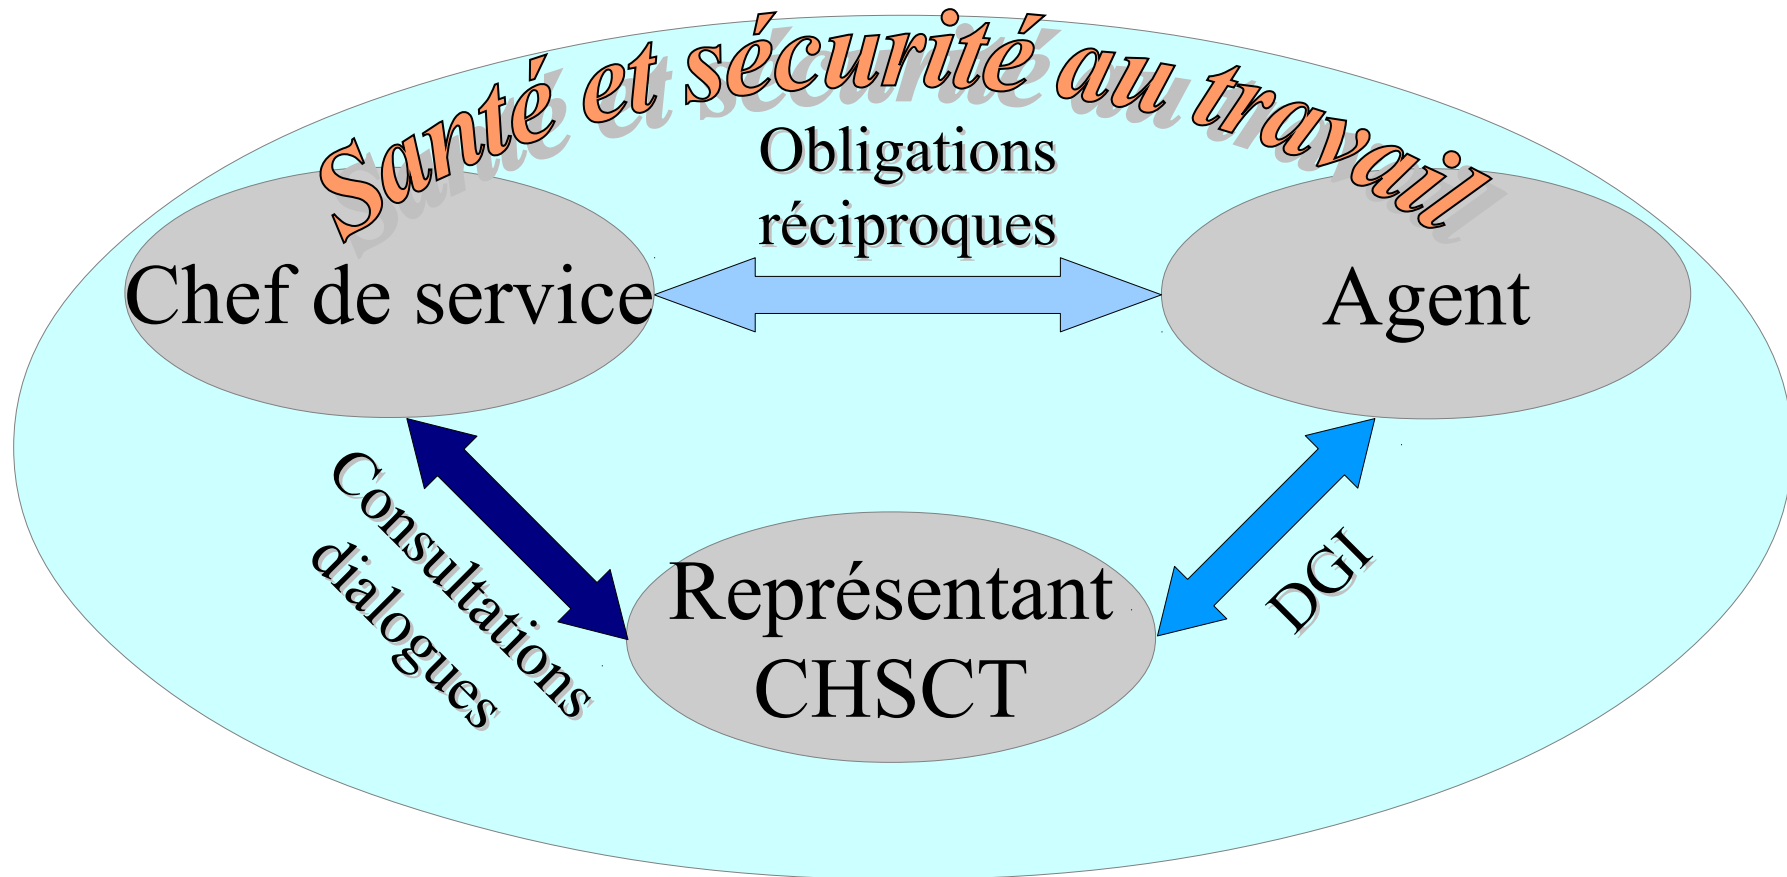 Santé et sécurité au travail
Obligations
réciproques
Chef de service
Agent
Consultations
dialogues
DGI
Représentant
CHSCT